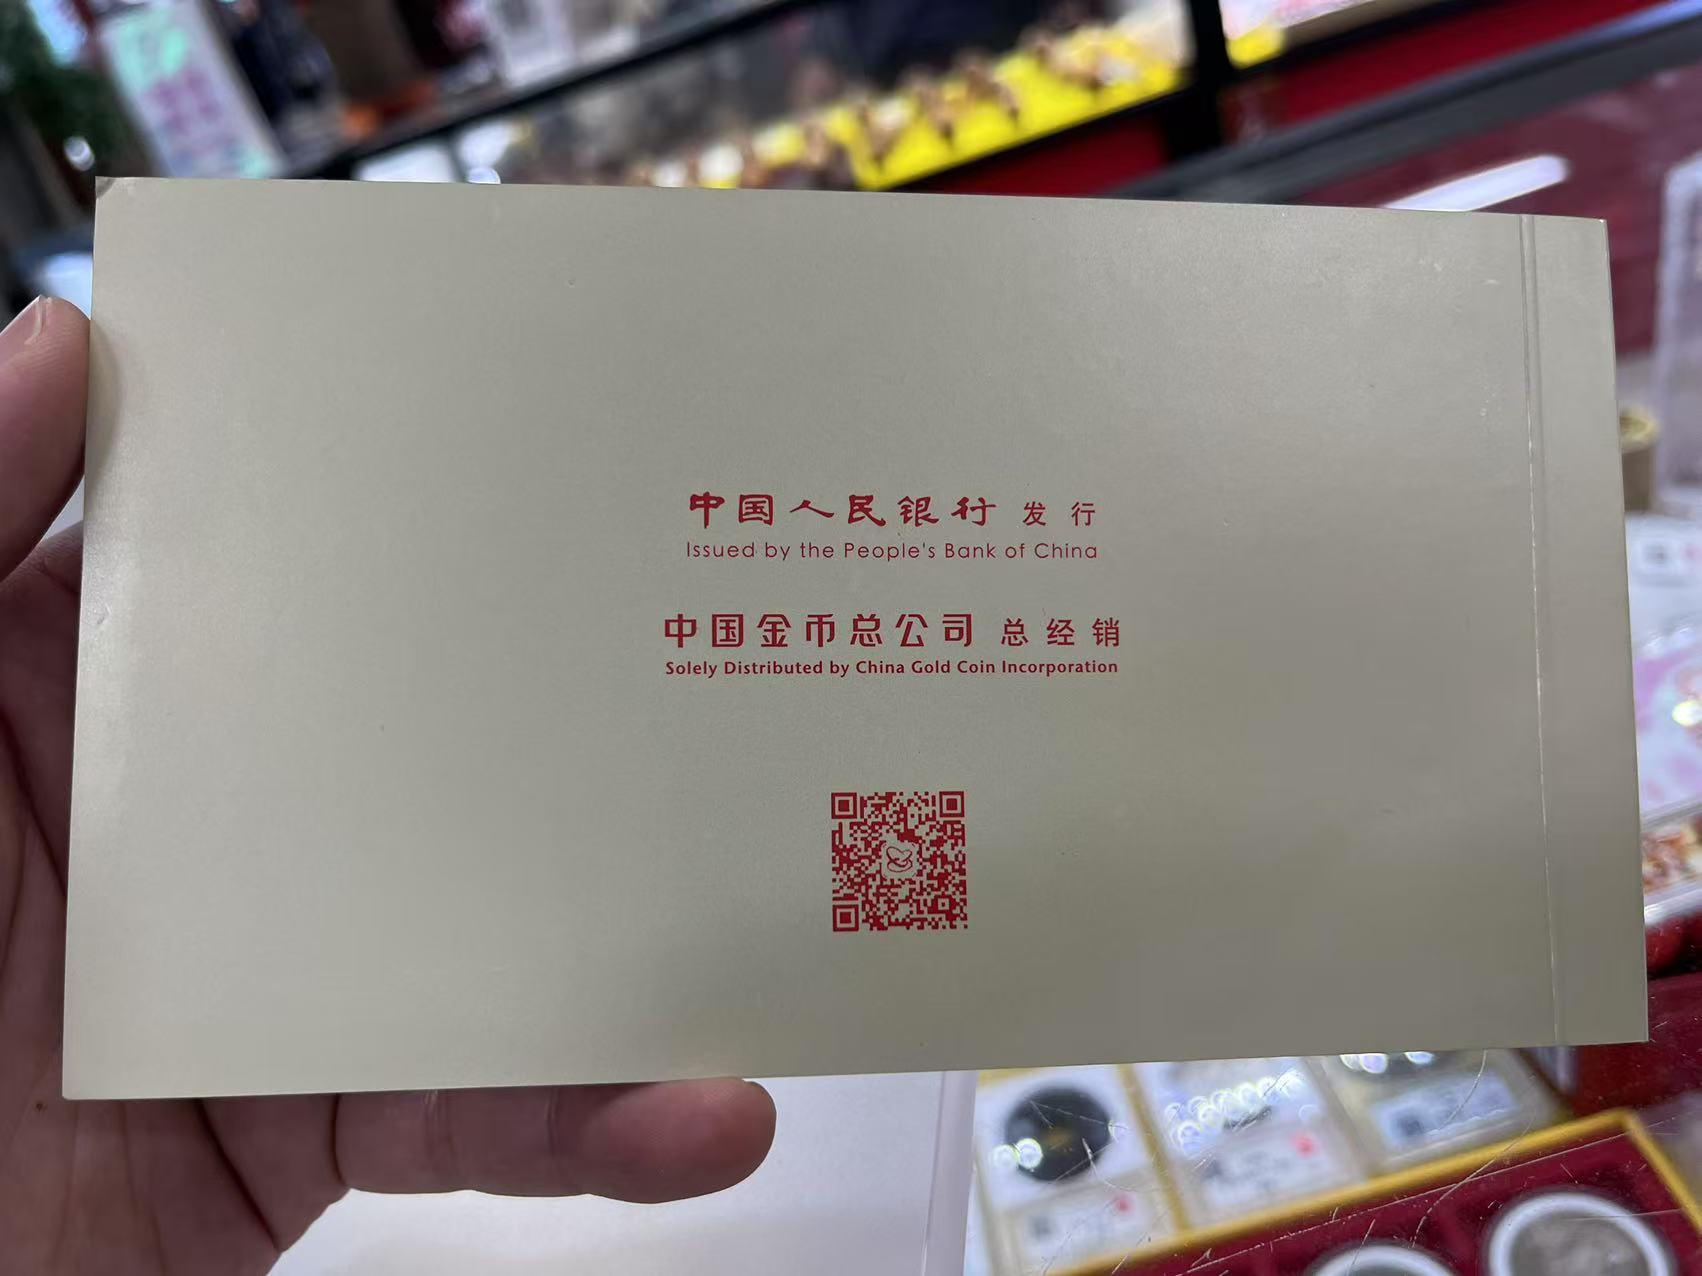 中国人民银行 发行
Issued by the People's Bank of China
中国金币总公司 总经销
Solely Distributed by China Gold Coin Incorporation